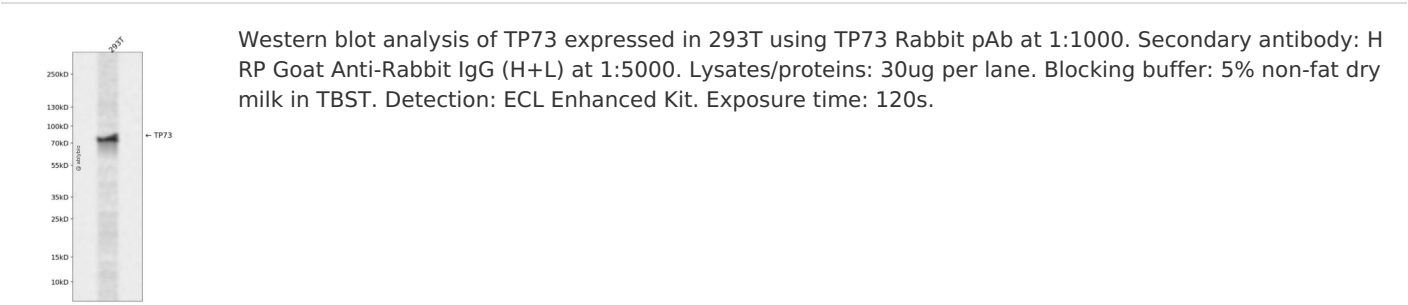 293T
250kD
130kD
100kD
← TP73
70kD
55kD
@ abiybio
35kD
25kD
15kD
10kD
Western blot analysis of TP73 expressed in 293T using TP73 Rabbit pAb at 1:1000. Secondary antibody: H
RP Goat Anti-Rabbit IgG (H+L) at 1:5000. Lysates/proteins: 30ug per lane. Blocking buffer: 5% non-fat dry
milk in TBST. Detection: ECL Enhanced Kit. Exposure time: 120s.